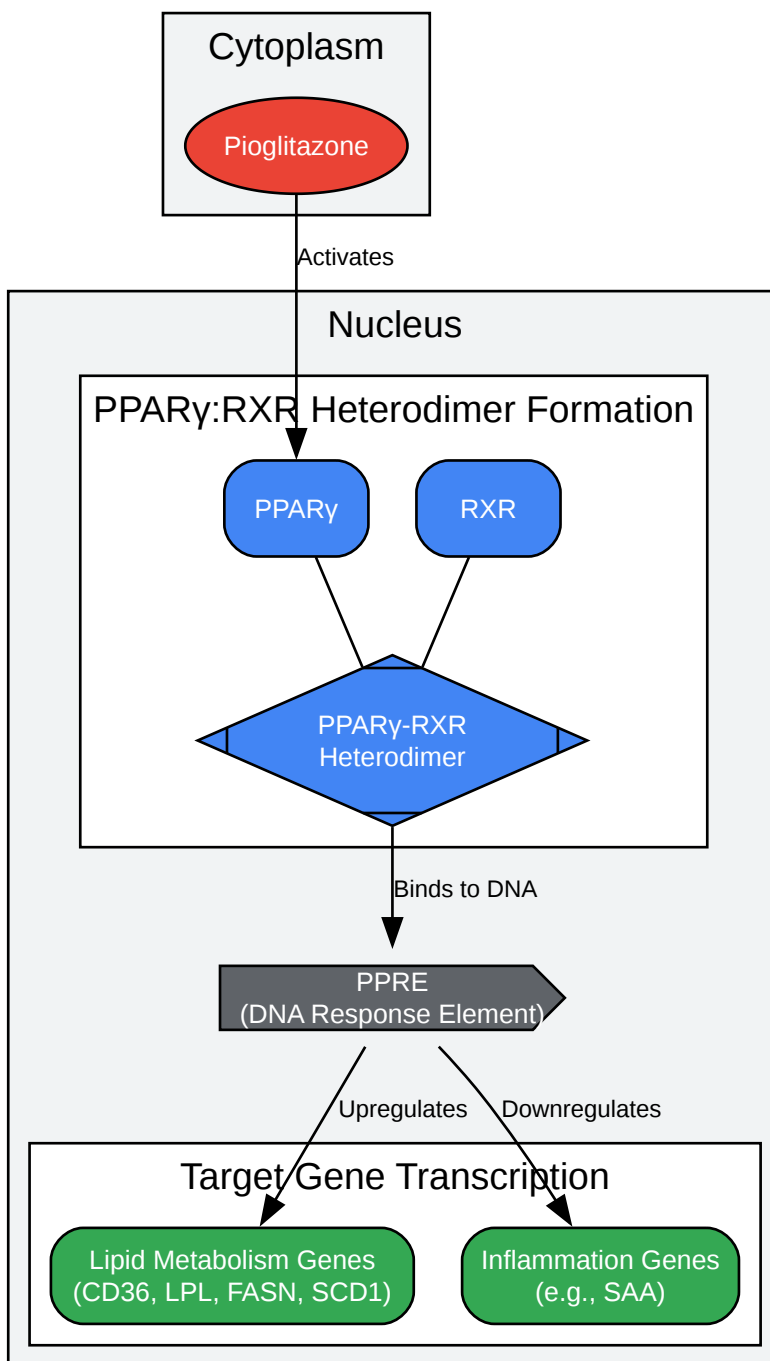 Cytoplasm
Pioglitazone
Activates
Nucleus
PPARγ:RXR Heterodimer Formation
PPARγ
RXR
PPARγ-RXR
Heterodimer
Binds to DNA
PPRE
(DNA Response Element)
Upregulates
Downregulates
Target Gene Transcription
Lipid Metabolism Genes
(CD36, LPL, FASN, SCD1)
Inflammation Genes
(e.g., SAA)